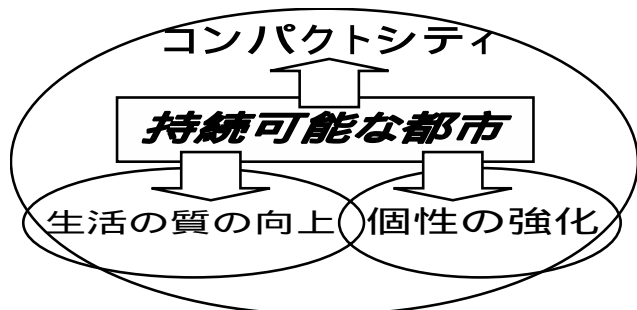 コンパクトシティ
持続可能な都市
生活の質の向上
個性の強化